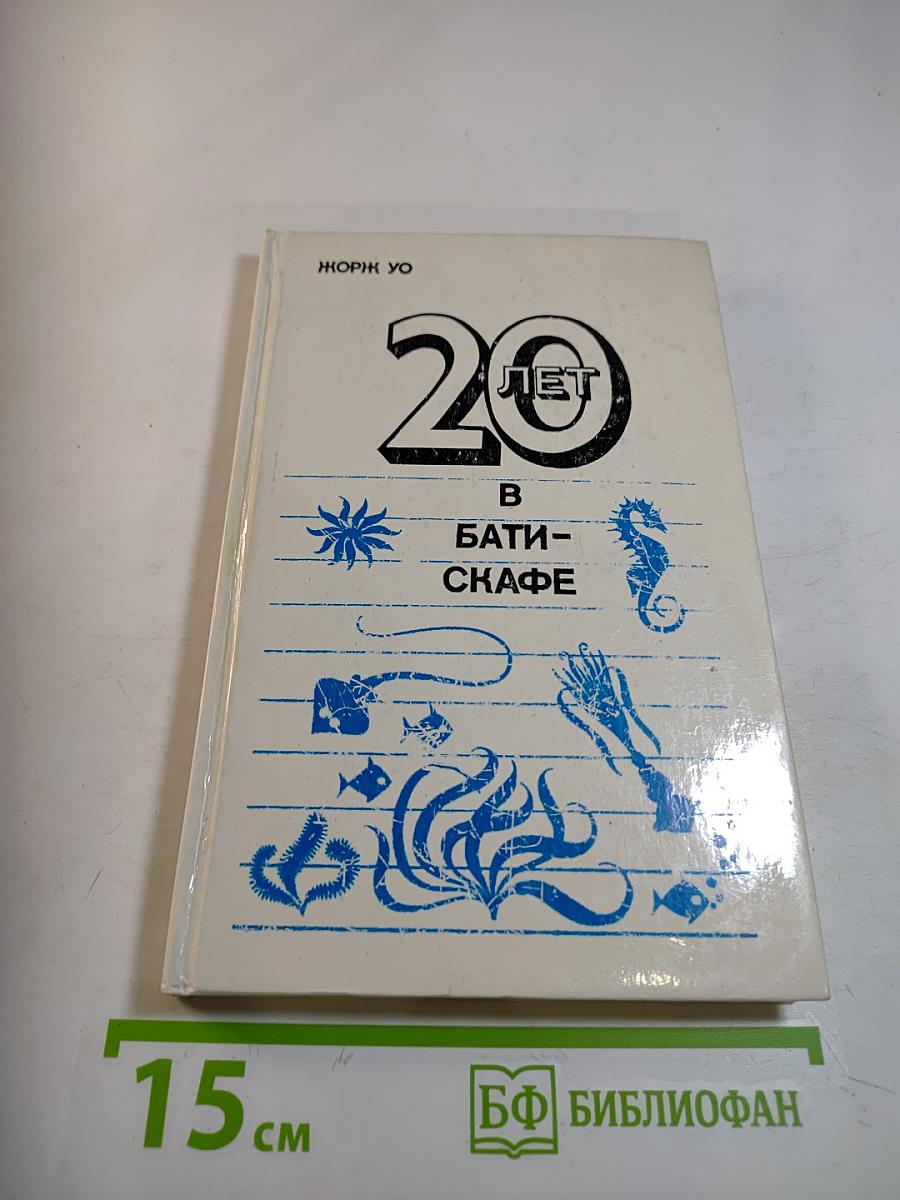 ЖОРЖ УО
20
ЛЕТ
В
БАТИ-
СКАФЕ
15 см
БФ БИБЛИОФАН